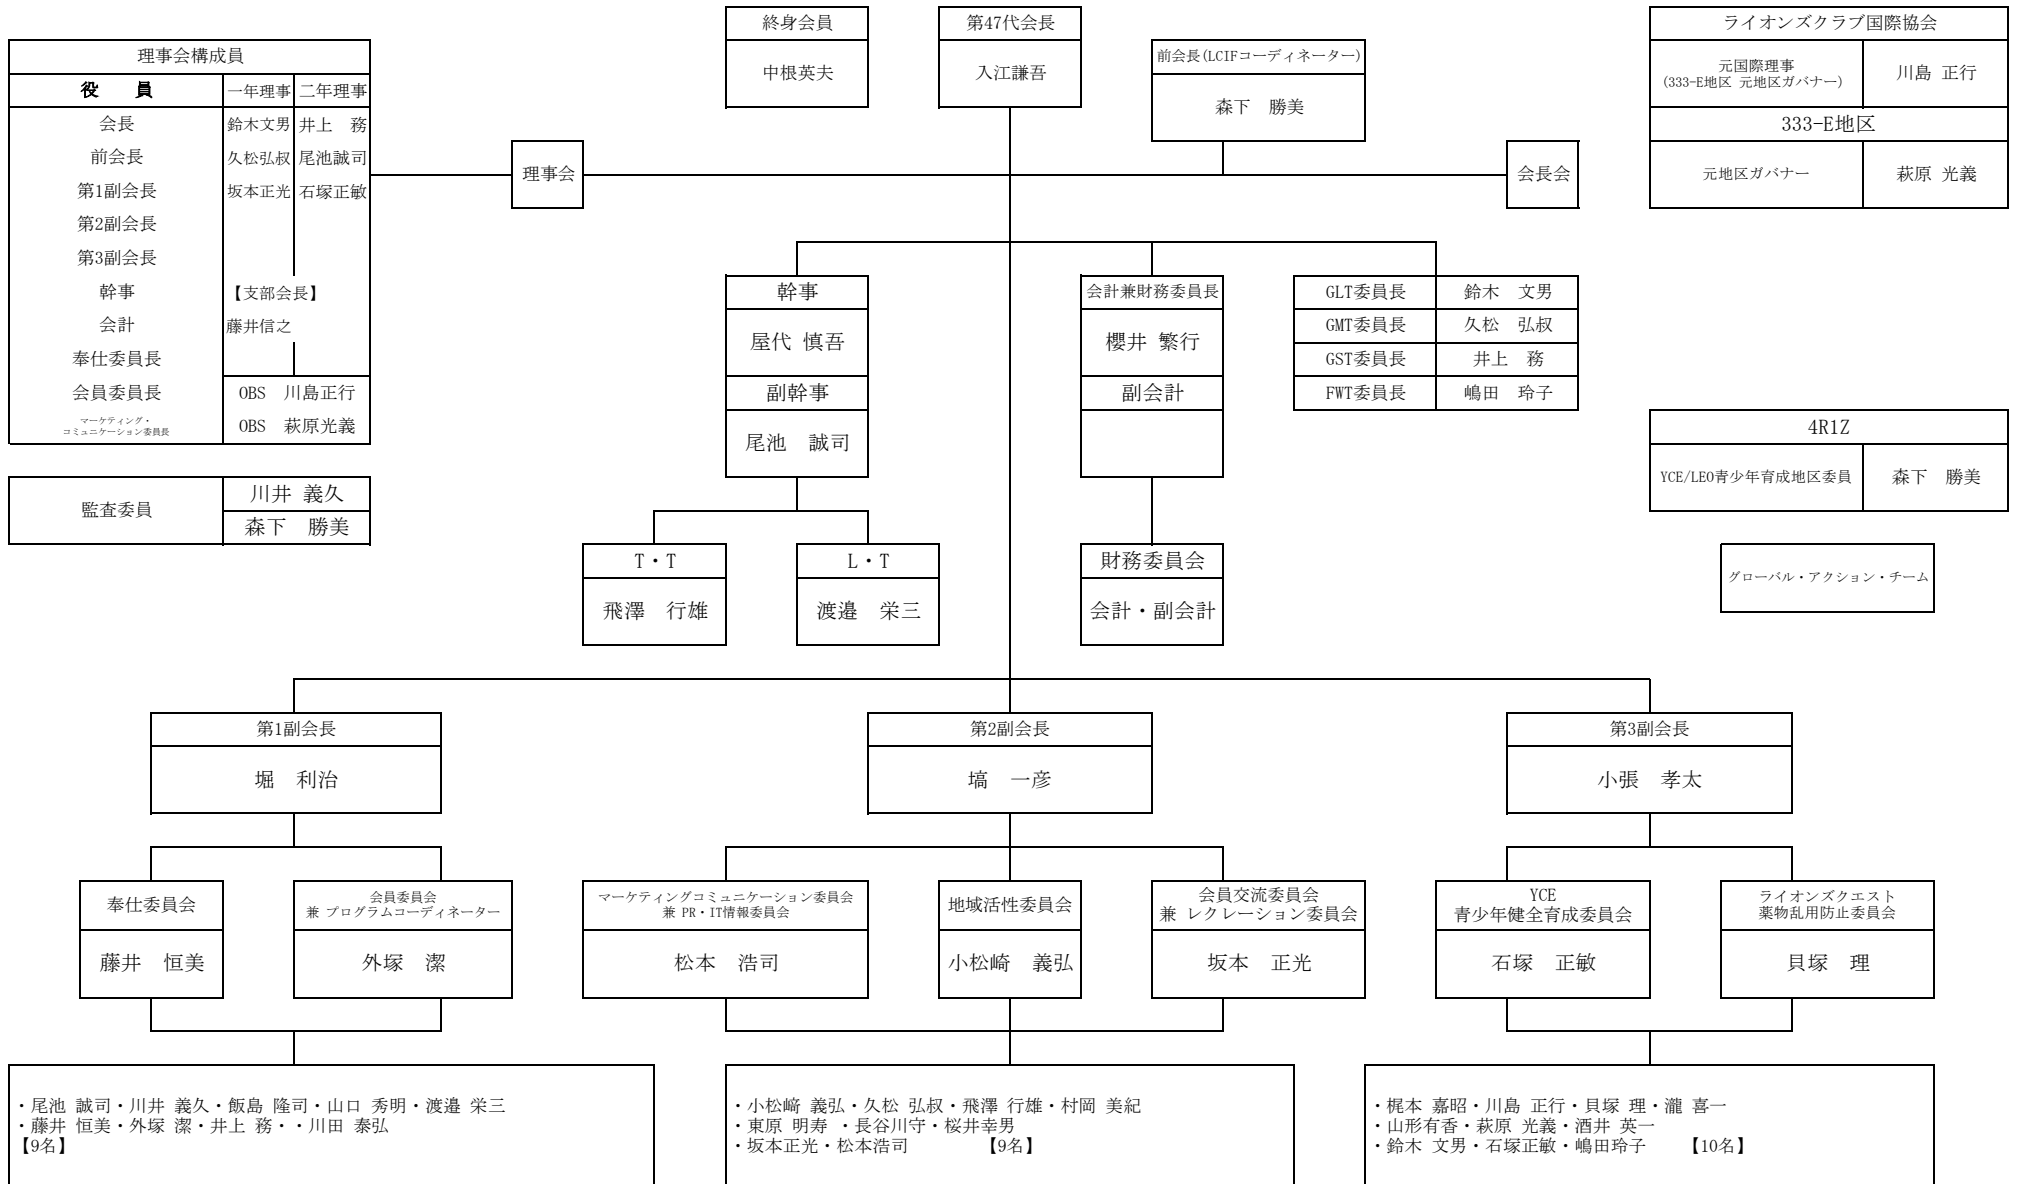 終身会員
中根英夫
第47代会長
入江謙吾
前会長(LCIFコーディネーター)
森下　勝美
ライオンズクラブ国際協会
元国際理事
(333-E地区 元地区ガバナー)
川島 正行
333-E地区
元地区ガバナー
萩原 光義
理事会構成員
役　員
一年理事
二年理事
会長
鈴木文男
井上　務
前会長
久松弘叔
尾池誠司
第1副会長
坂本正光
石塚正敏
第2副会長
第3副会長
幹事
【支部会長】
会計
藤井信之
奉仕委員長
会員委員長
OBS　川島正行
マーケティング・
コミュニケーション委員長
OBS　萩原光義
理事会
会長会
監査委員
川井 義久
森下　勝美
幹事
屋代 慎吾
副幹事
尾池　誠司
会計兼財務委員長
櫻井 繁行
副会計
GLT委員長
鈴木　文男
GMT委員長
久松　弘叔
GST委員長
井上　務
FWT委員長
嶋田　玲子
4R1Z
YCE/LEO青少年育成地区委員
森下　勝美
T・T
飛澤　行雄
L・T
渡邉　栄三
財務委員会
会計・副会計
グローバル・アクション・チーム
第1副会長
堀　利治
第2副会長
塙　一彦
第3副会長
小張　孝太
奉仕委員会
藤井　恒美
会員委員会
兼 プログラムコーディネーター
外塚　潔
マーケティングコミュニケーション委員会
兼 PR・IT情報委員会
松本　浩司
地域活性委員会
小松﨑　義弘
会員交流委員会
兼 レクレーション委員会
坂本　正光
YCE
青少年健全育成委員会
石塚　正敏
ライオンズクエスト
薬物乱用防止委員会
貝塚　理
・尾池 誠司・川井 義久・飯島 隆司・山口 秀明・渡邉 栄三
・藤井 恒美・外塚 潔・井上 務・・川田 泰弘
【9名】
・小松﨑 義弘・久松 弘叔・飛澤 行雄・村岡 美紀
・東原 明寿 ・長谷川守・桜井幸男
・坂本正光・松本浩司　　　　【9名】
・梶本 嘉昭・川島 正行・貝塚 理・瀧 喜一
・山形有香・萩原 光義・酒井 英一
・鈴木 文男・石塚正敏・嶋田玲子　　【10名】